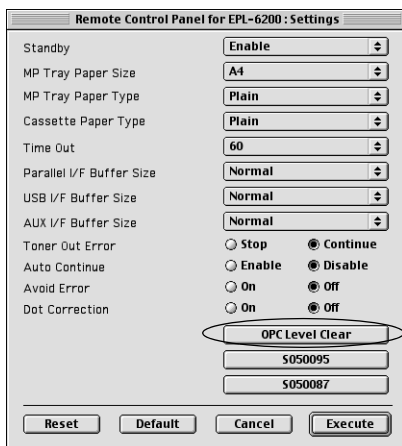 Remote Control Panel for EPL-6200 : Settings
Standby Enable
MP Tray Paper Size A4
MP Tray Paper Type Plain
Cassette Paper Type Plain
Time Out 60
Parallel I/F Buffer Size Normal
USB I/F Buffer Size Normal
AUX I/F Buffer Size Normal
Toner Out Error Stop Continue
Auto Continue Enable Disable
Avoid Error On Off
Dot Correction On Off
OPC Level Clear
S050095
S050087
Reset Default Cancel Execute